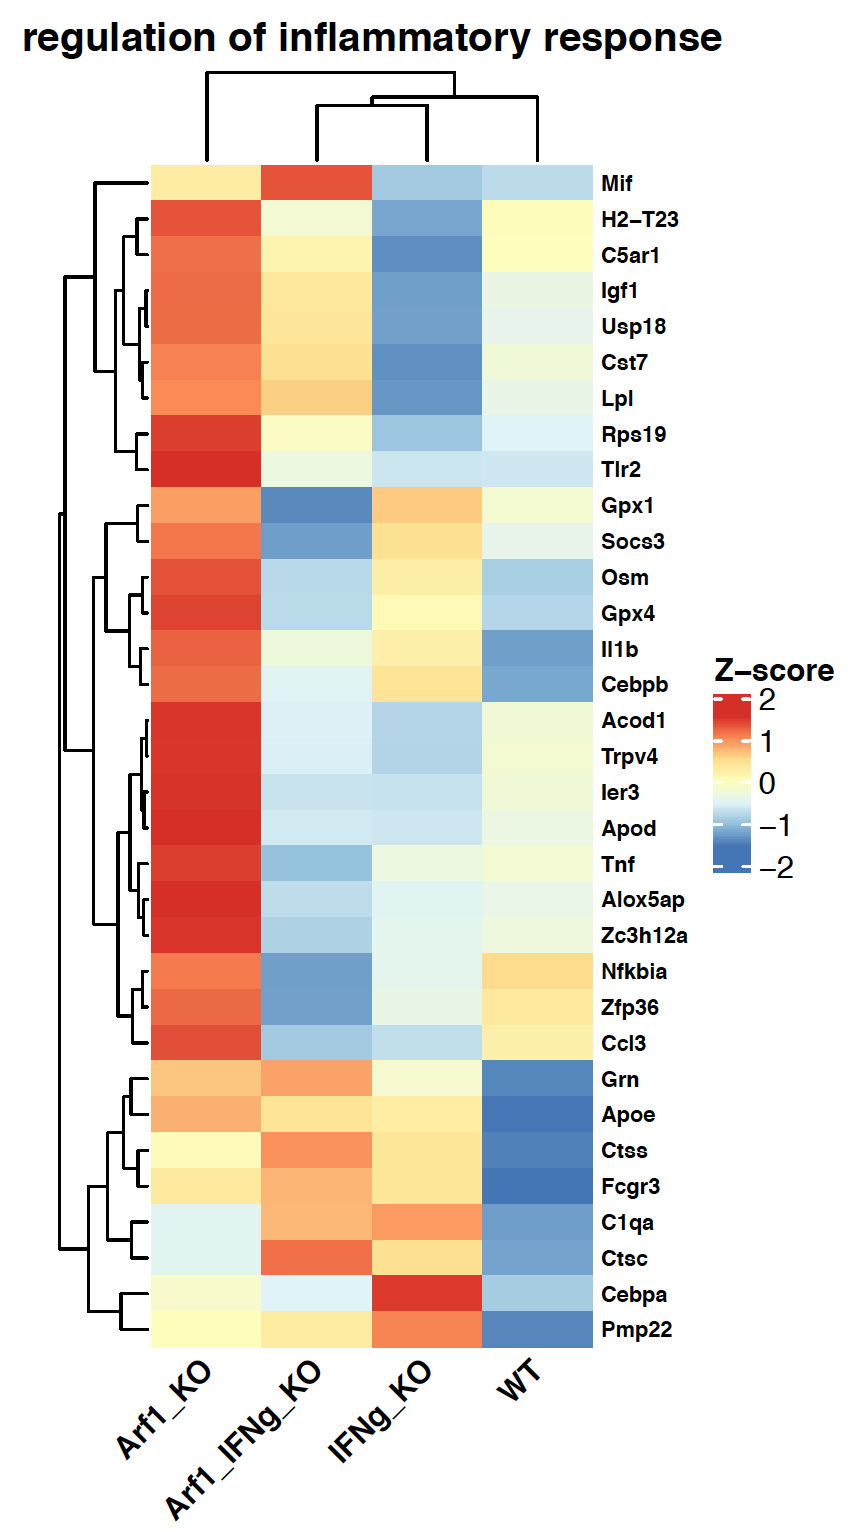 regulation of inflammatory response
Mif
H2−T23
C5ar1
Igf1
Usp18
Cst7
Lpl
Rps19
Tlr2
Gpx1
Socs3
Osm
Gpx4
Il1b
Cebpb
Acod1
Trpv4
Ier3
Apod
Tnf
Alox5ap
Zc3h12a
Nfkbia
Zfp36
Ccl3
Grn
Apoe
Ctss
Fcgr3
C1qa
Ctsc
Cebpa
Pmp22
Z−score
2
1
0
−1
−2
Arf1_KO
Arf1_IFNg_KO
IFNg_KO
WT